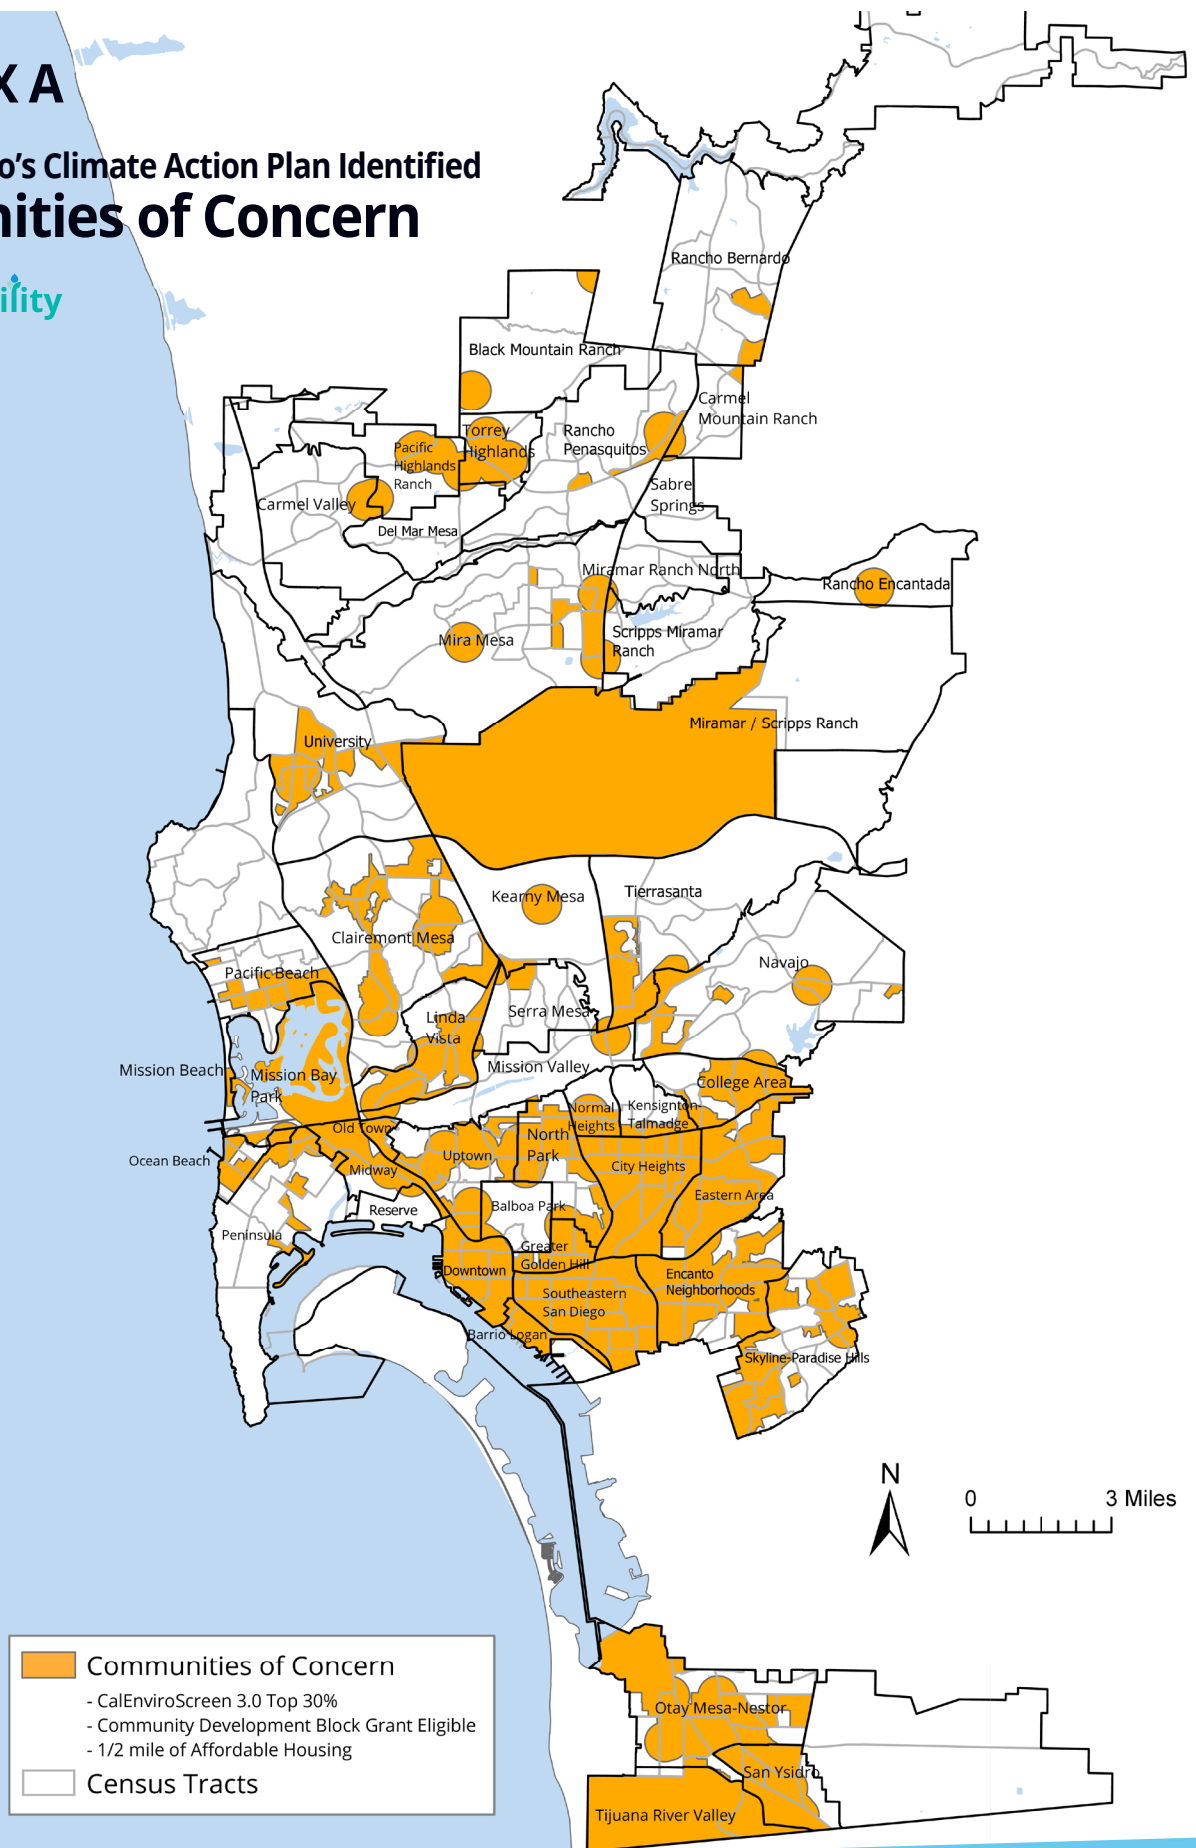 X A
o's Climate Action Plan Identified
nities of Concern
ility
Rancho Bernardo
Black Mountain Ranch
Carmel
Mountain Ranch
Torrey
Highlands
Rancho
Penasquitos
Pacific
Highlands
Ranch
Carmel Valley
Sabre
Springs
Del Mar Mesa
Miramar Ranch North
Rancho Encantada
Mira Mesa
Scripps Miramar
Ranch
Miramar / Scripps Ranch
University
Kearny Mesa
Tierrasanta
Clairemont Mesa
Navajo
Pacific Beach
Linda
Vista
Serra Mesa
Mission Beach
Mission Bay
Park
Mission Valley
College Area
Normal
Heights
Kensignton-
Talmadge
Old Town
North
Park
Ocean Beach
Midway
Uptown
City Heights
Eastern Area
Reserve
Balboa Park
Peninsula
Greater
Golden Hill
Downtown
Encanto
Neighborhoods
Southeastern
San Diego
Barrio Logan
Skyline-Paradise Hills
N
0 3 Miles
Communities of Concern
- CalEnviroScreen 3.0 Top 30%
- Community Development Block Grant Eligible
- 1/2 mile of Affordable Housing
Census Tracts
Otay Mesa-Nestor
San Ysidro
Tijuana River Valley